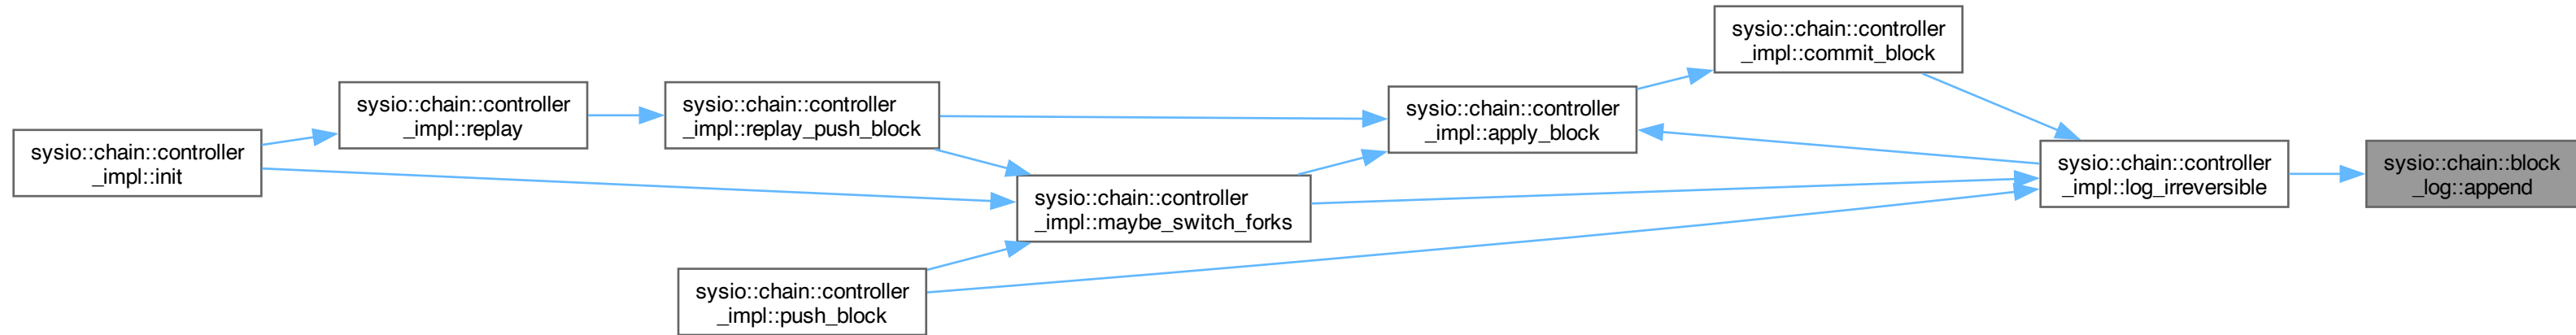 sysio::chain::controller
_impl::init
sysio::chain::controller
_impl::replay
sysio::chain::controller
_impl::replay_push_block
sysio::chain::controller
_impl::push_block
sysio::chain::controller
_impl::maybe_switch_forks
sysio::chain::controller
_impl::apply_block
sysio::chain::controller
_impl::commit_block
sysio::chain::controller
_impl::log_irreversible
sysio::chain::block
_log::append